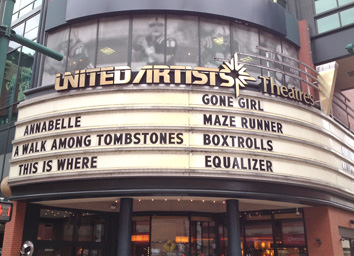 UNITED ARTISTS Theatres
GONE GIRL
ANNABELLE
MAZE RUNNER
A WALK AMONG TOMBSTONES
BOXTROLLS
THIS IS WHERE
EQUALIZER